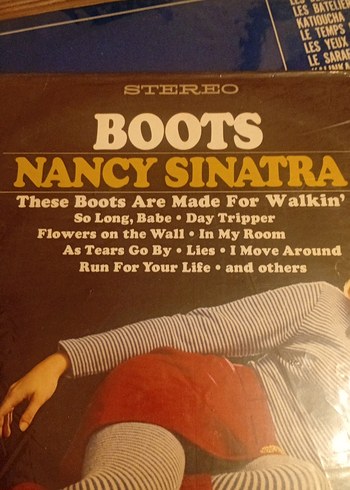 LES BATELIER
KATIOUCHA
LE TEMPS
LES YEUX
LE SARA
STEREO
BOOTS
NANCY SINATRA
These Boots Are Made For Walkin'
So Long, Babe • Day Tripper
Flowers on the Wall • In My Room
As Tears Go By • Lies • I Move Around
Run For Your Life • and others